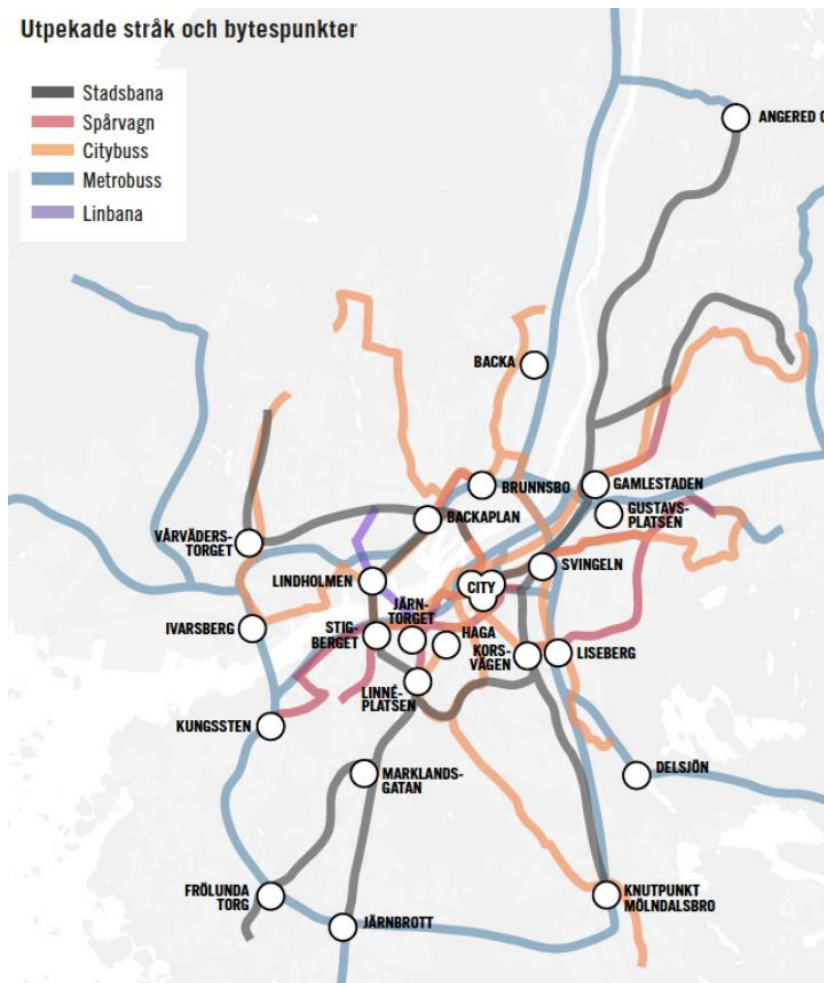 Utpekade stråk och bytespunkter
Stadsbana
Spårvagn
Citybuss
Metrobuss
Linbana
ANGERED C
BACKA
BRUNNSBO
GAMLESTADEN
GUSTAVS-
PLATSEN
BACKAPLAN
VÅRVÄDERS-
TORGET
SVINGELN
LINDHOLMEN
CITY
JÄRN-
TORGET
IVARSBERG
STIG-
BERGET
HAGA
KORS-
VÄGEN
LISEBERG
LINNÉ-
PLATSEN
KUNGSSTEN
DELSJÖN
MARKLANDS-
GATAN
FRÖLUNDA
TORG
KNUTPUNKT
MÖLNDALSBRO
JÄRNBROTT